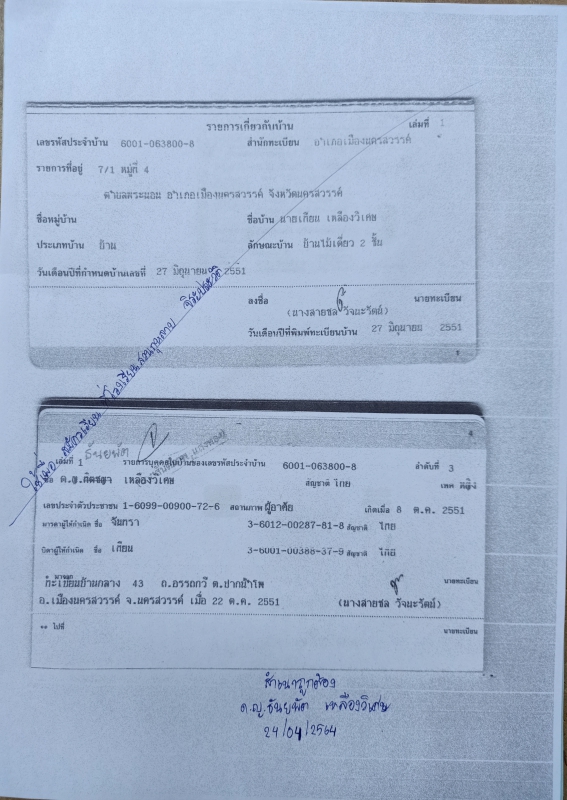 รายการเกี่ยวกับบ้าน เล่มที่ 1
เลขรหัสประจำบ้าน 6001-063800-8 สำนักทะเบียน อำเภอเมืองนครสวรรค์
รายการที่อยู่ 7/1 หมู่ที่ 4
ตำบลพระนอน อำเภอเมืองนครสวรรค์ จังหวัดนครสวรรค์
ชื่อหมู่บ้าน ชื่อบ้าน นายเกียน เหลืองวิเศษ
ประเภทบ้าน บ้าน ลักษณะบ้าน บ้านไม้เดี่ยว 2 ชั้น
วันเดือนปีที่กำหนดบ้านเลขที่ 27 มิถุนายน 2551
ลงชื่อ นายทะเบียน
(นางสายชล วัจนะรัตน์)
วันเดือนปีที่พิมพ์ทะเบียนบ้าน 27 มิถุนายน 2551
1
4
ธันยพัต
เล่มที่ 1 รายการบุคคลในบ้านของเลขรหัสประจำบ้าน 6001-063800-8 ลำดับที่ 3
ชื่อ ด.ญ. เหลืองวิเศษ สัญชาติ ไทย เพศ หญิง
เลขประจำตัวประชาชน 1-6099-00900-72-6 สถานภาพ ผู้อาศัย เกิดเมื่อ 8 ต.ค. 2551
มารดาผู้ให้กำเนิด ชื่อ จันทรา 3-6012-00287-81-8 สัญชาติ ไทย
บิดาผู้ให้กำเนิด ชื่อ เกียน 3-6001-00388-37-9 สัญชาติ ไทย
มาจาก
ทะเบียนบ้านกลาง 43 ถ.อรรถกวี ต.ปากน้ำโพ นายทะเบียน
อ.เมืองนครสวรรค์ จ.นครสวรรค์ เมื่อ 22 ต.ค. 2551 (นางสายชล วัจนะรัตน์)
** ไปที่ นายทะเบียน
สำเนาถูกต้อง
ด.ญ.ธันยพัต เหลืองวิเศษ
24/04/2564